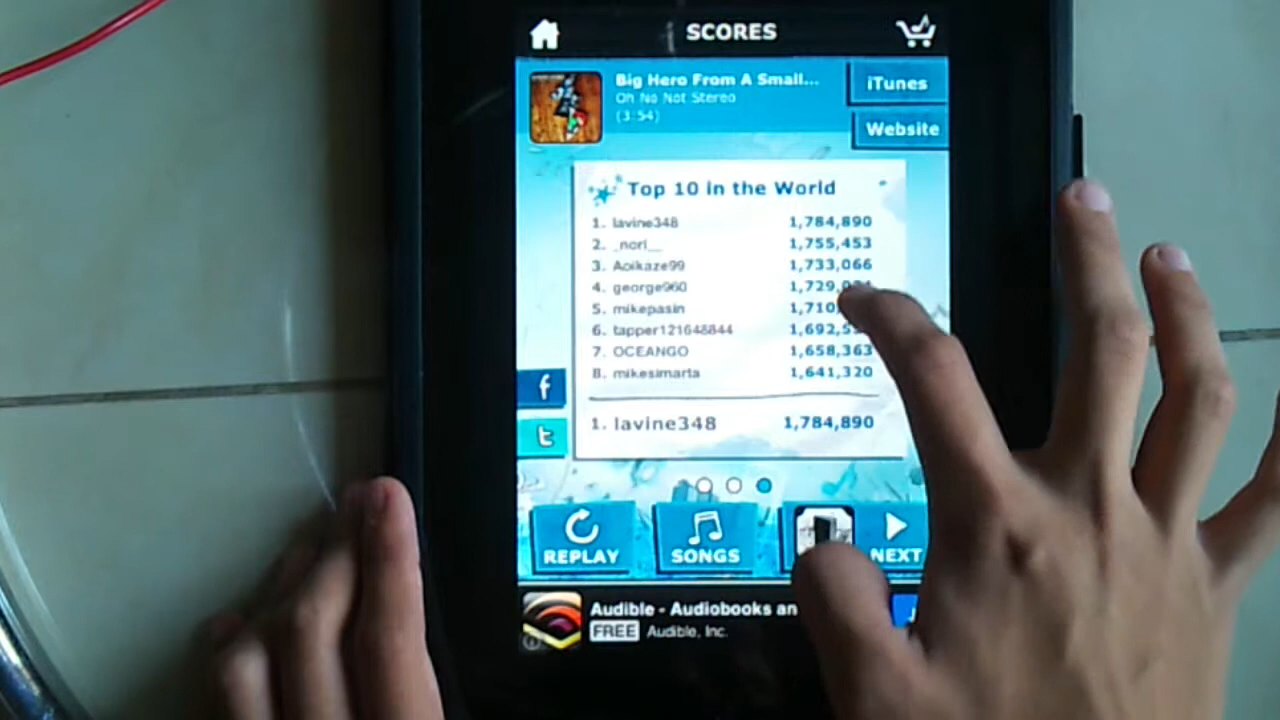 SCORES
Big Hero From A Small...
Oh No Not Stereo
(3:54)
iTunes
Website
Top 10 in the World
1. lavine348 1,784,890
2. _nori__ 1,755,453
3. Aoikaze99 1,733,066
4. george960
5. mikepasin
6. tapper121648844
7. OCEANGO 1,658,363
8. mikesimarta 1,641,320
1. lavine348 1,784,890
f
t
REPLAY
SONGS
NEXT
Audible - Audiobooks
FREE Audible, Inc.